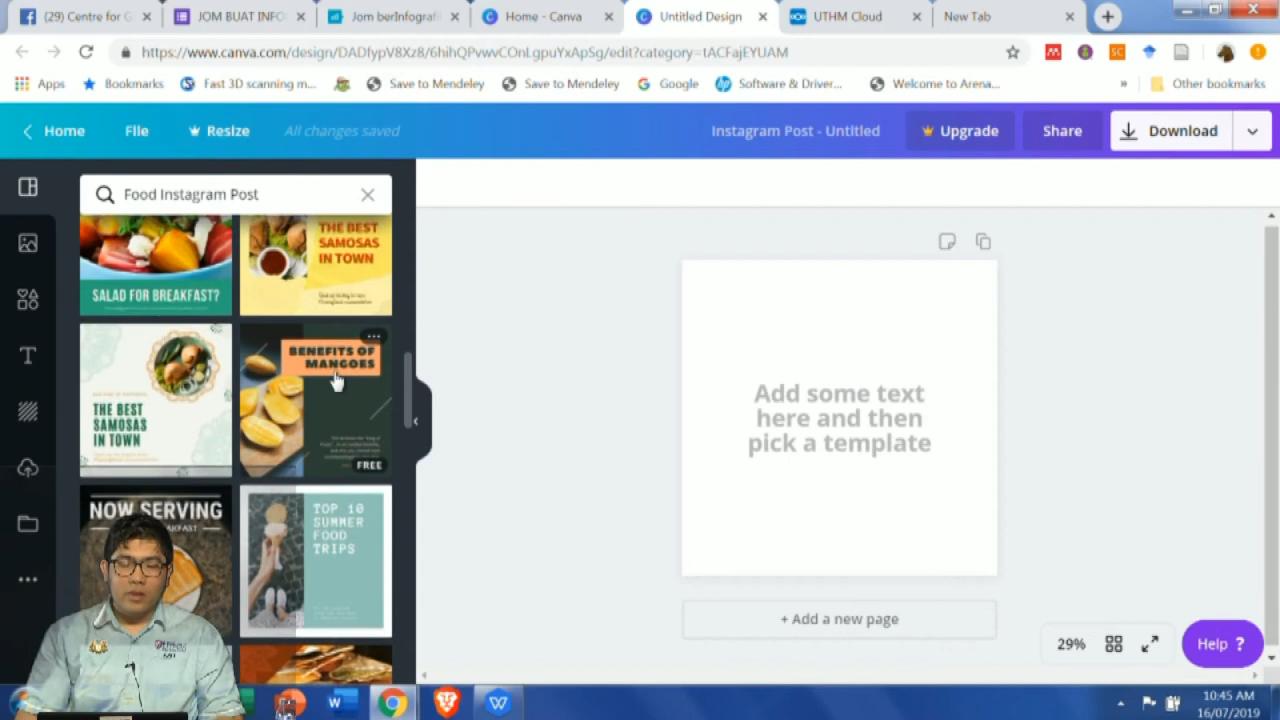 (29) Centre for G
JOM BUAT INFO
Jom berInfografi
Home - Canva
Untitled Design
UTHM Cloud
New Tab
https://www.canva.com/design/DADfypV8Xz8/6hihQPvwvCOnLgpuYxApSg/edit?category=tACFajEYUAM
Apps
Bookmarks
Fast 3D scanning m...
Save to Mendeley
Save to Mendeley
Google
Software & Driver...
Welcome to Arena...
»
Other bookmarks
Home
File
Resize
All changes saved
Instagram Post - Untitled
Upgrade
Share
Download
Food Instagram Post
SALAD FOR BREAKFAST?
THE BEST
SAMOSAS
IN TOWN
THE BEST
SAMOSAS
IN TOWN
BENEFITS OF
MANGOES
FREE
NOW SERVING
TOP 10
SUMMER
FOOD
TRIPS
Add some text
here and then
pick a template
+ Add a new page
29%
Help ?
10:45 AM
16/07/2019